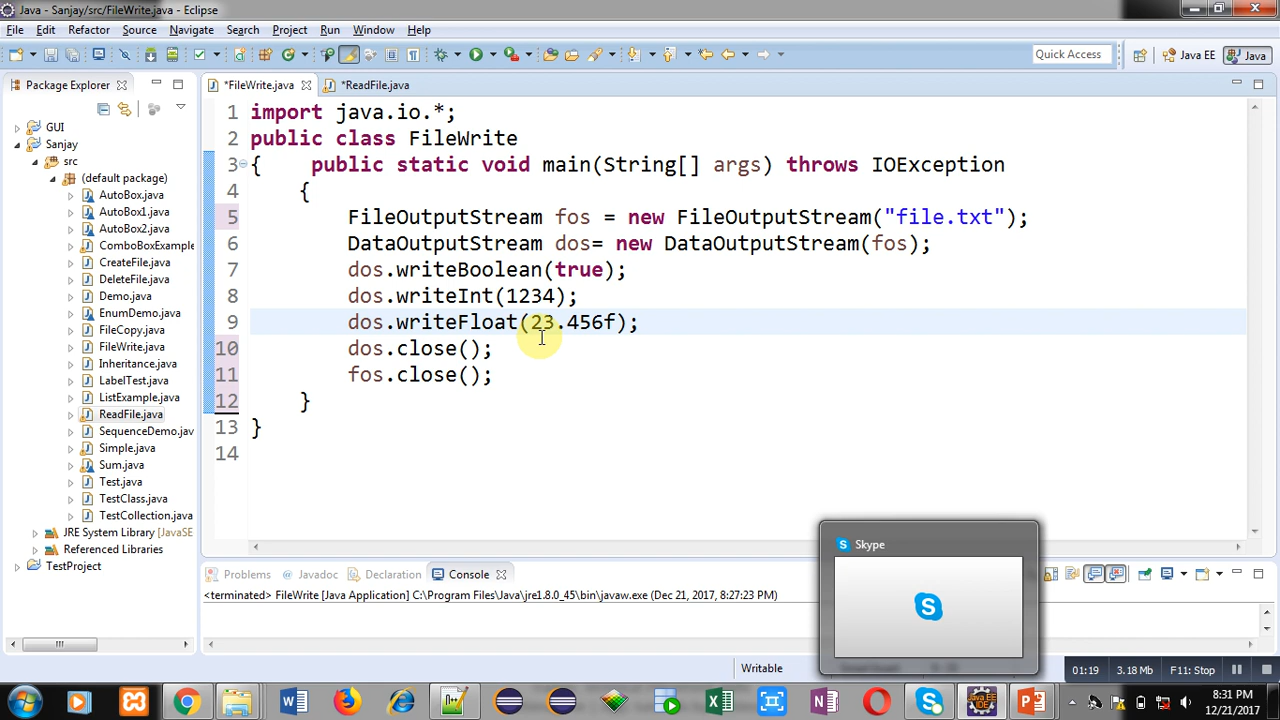 Java - Sanjay/src/FileWrite.java - Eclipse
File Edit Refactor Source Navigate Search Project Run Window Help
Quick Access Java EE Java
Package Explorer
*FileWrite.java *ReadFile.java
GUI
Sanjay
src
(default package)
AutoBox.java
AutoBox1.java
AutoBox2.java
ComboBoxExample
CreateFile.java
DeleteFile.java
Demo.java
EnumDemo.java
FileCopy.java
FileWrite.java
Inheritance.java
LabelTest.java
ListExample.java
ReadFile.java
SequenceDemo.jav
Simple.java
Sum.java
Test.java
TestClass.java
TestCollection.java
JRE System Library [JavaSE
Referenced Libraries
TestProject
1 import java.io.*;
2 public class FileWrite
3 { public static void main(String[] args) throws IOException
4 {
5 FileOutputStream fos = new FileOutputStream("file.txt");
6 DataOutputStream dos= new DataOutputStream(fos);
7 dos.writeBoolean(true);
8 dos.writeInt(1234);
9 dos.writeFloat(23.456f);
10 dos.close();
11 fos.close();
12 }
13 }
14
Problems Javadoc Declaration Console
<terminated> FileWrite [Java Application] C:\Program Files\Java\jre1.8.0_45\bin\javaw.exe (Dec 21, 2017, 8:27:23 PM)
Skype
Writable
01:19 3.18 Mb F11: Stop
8:31 PM
12/21/2017